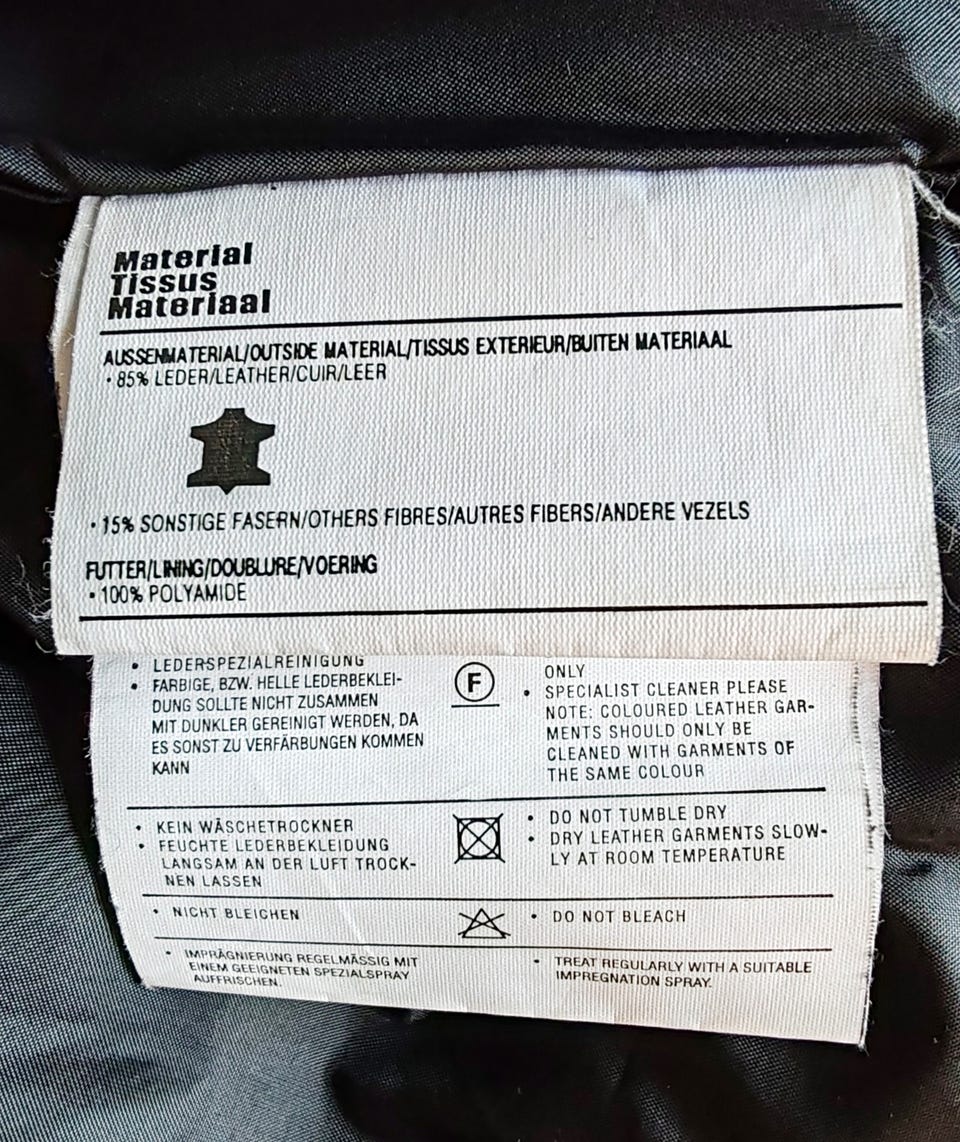 Material
Tissus
Materiaal
AUSSENMATERIAL/OUTSIDE MATERIAL/TISSUS EXTERIEUR/BUITEN MATERIAAL
• 85% LEDER/LEATHER/CUIR/LEER
• 15% SONSTIGE FASERN/OTHERS FIBRES/AUTRES FIBERS/ANDERE VEZELS
FUTTER/LINING/DOUBLURE/VOERING
• 100% POLYAMIDE
• LEDERSPEZIALREINIGUNG
• FARBIGE, BZW. HELLE LEDERBEKLEI-
DUNG SOLLTE NICHT ZUSAMMEN
MIT DUNKLER GEREINIGT WERDEN, DA
ES SONST ZU VERFÄRBUNGEN KOMMEN
KANN
F
ONLY
• SPECIALIST CLEANER PLEASE
NOTE: COLOURED LEATHER GAR-
MENTS SHOULD ONLY BE
CLEANED WITH GARMENTS OF
THE SAME COLOUR
• KEIN WÄSCHETROCKNER
• FEUCHTE LEDERBEKLEIDUNG
LANGSAM AN DER LUFT TROCK-
NEN LASSEN
• DO NOT TUMBLE DRY
• DRY LEATHER GARMENTS SLOW-
LY AT ROOM TEMPERATURE
• NICHT BLEICHEN
• DO NOT BLEACH
• IMPRÄGNIERUNG REGELMÄSSIG MIT
EINEM GEEIGNETEN SPEZIALSPRAY
AUFFRISCHEN.
• TREAT REGULARLY WITH A SUITABLE
IMPREGNATION SPRAY.